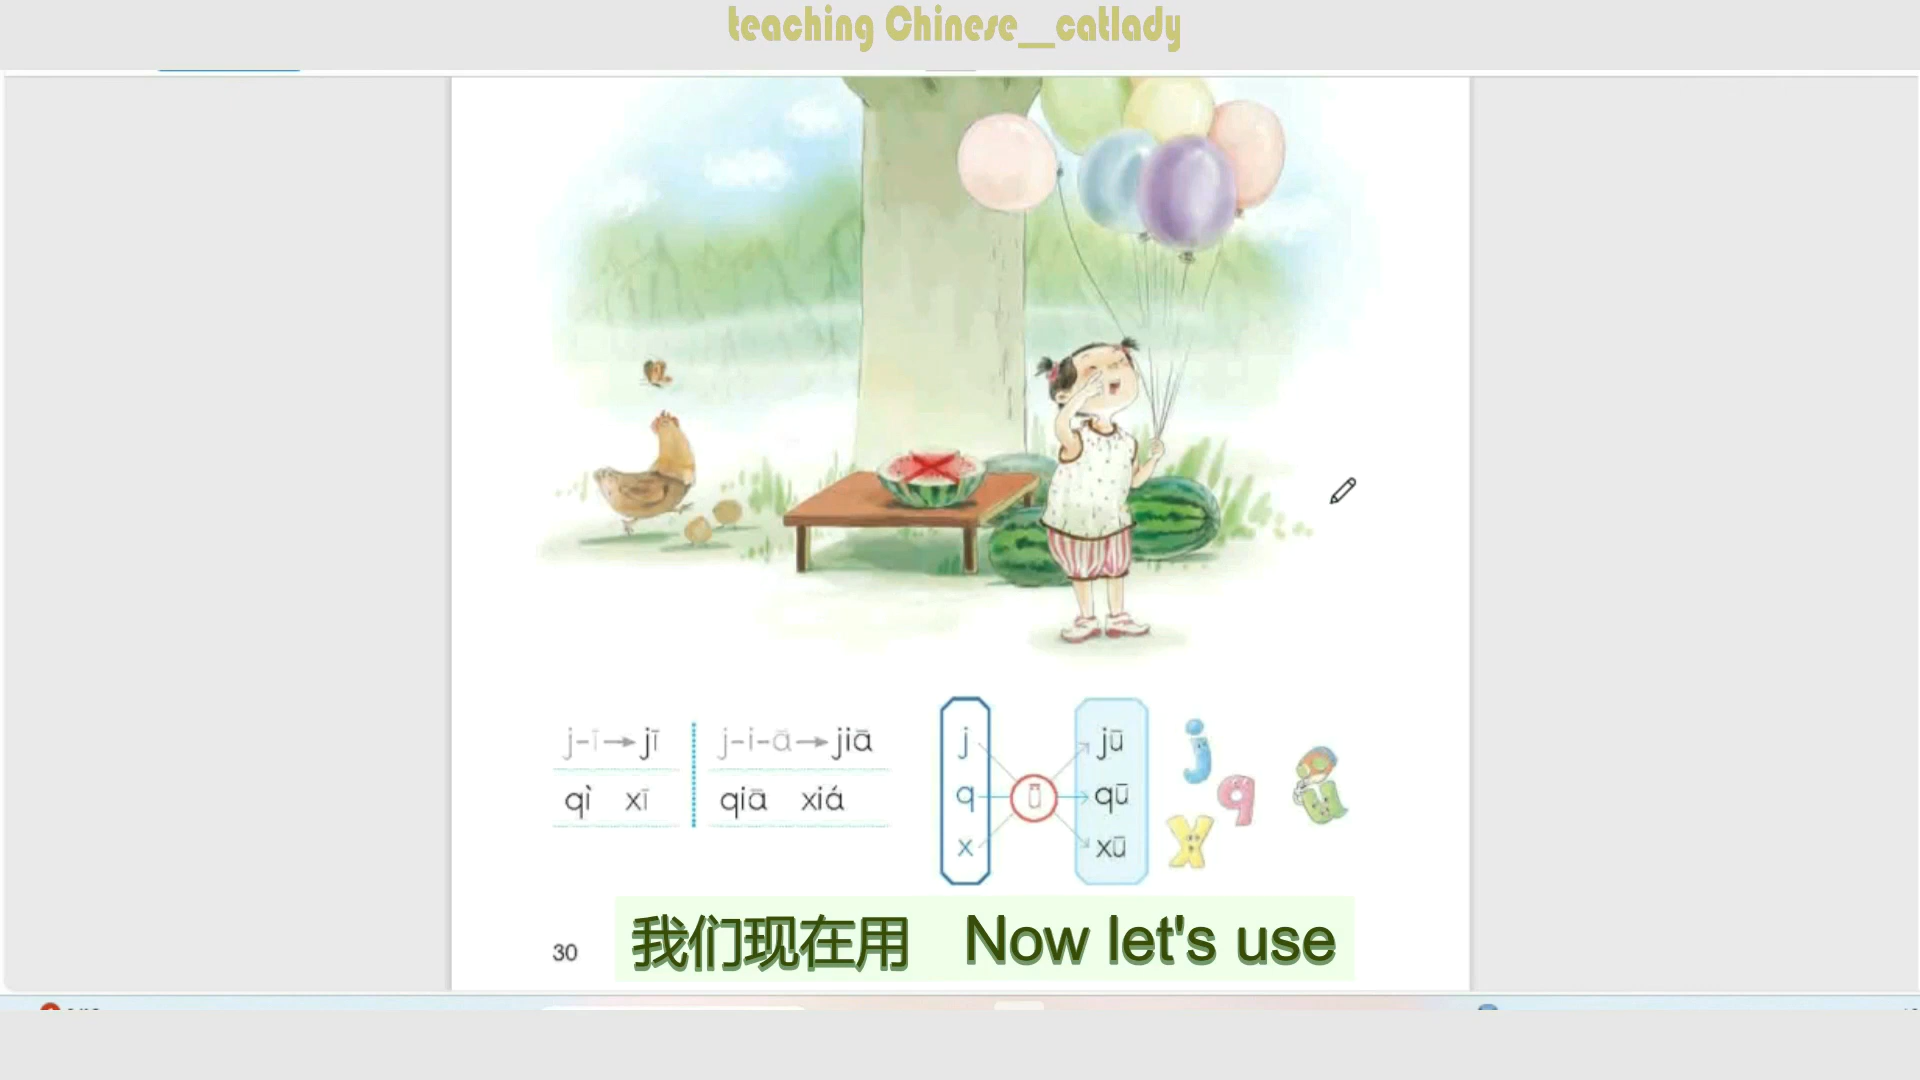 teaching Chinese__catlady
j-ī→jī
j-i-ā→jiā
qì xī
qiā xiá
j
q
x
ü
jū
qū
xū
j
q
x
ü
30
我们现在用 Now let's use